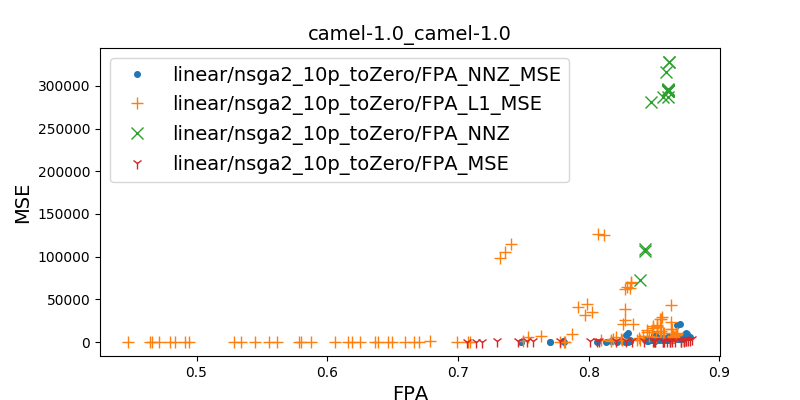 camel-1.0_camel-1.0
linear/nsga2_10p_toZero/FPA_NNZ_MSE
linear/nsga2_10p_toZero/FPA_L1_MSE
linear/nsga2_10p_toZero/FPA_NNZ
linear/nsga2_10p_toZero/FPA_MSE
MSE
300000
250000
200000
150000
100000
50000
0
0.5 0.6 0.7 0.8 0.9
FPA